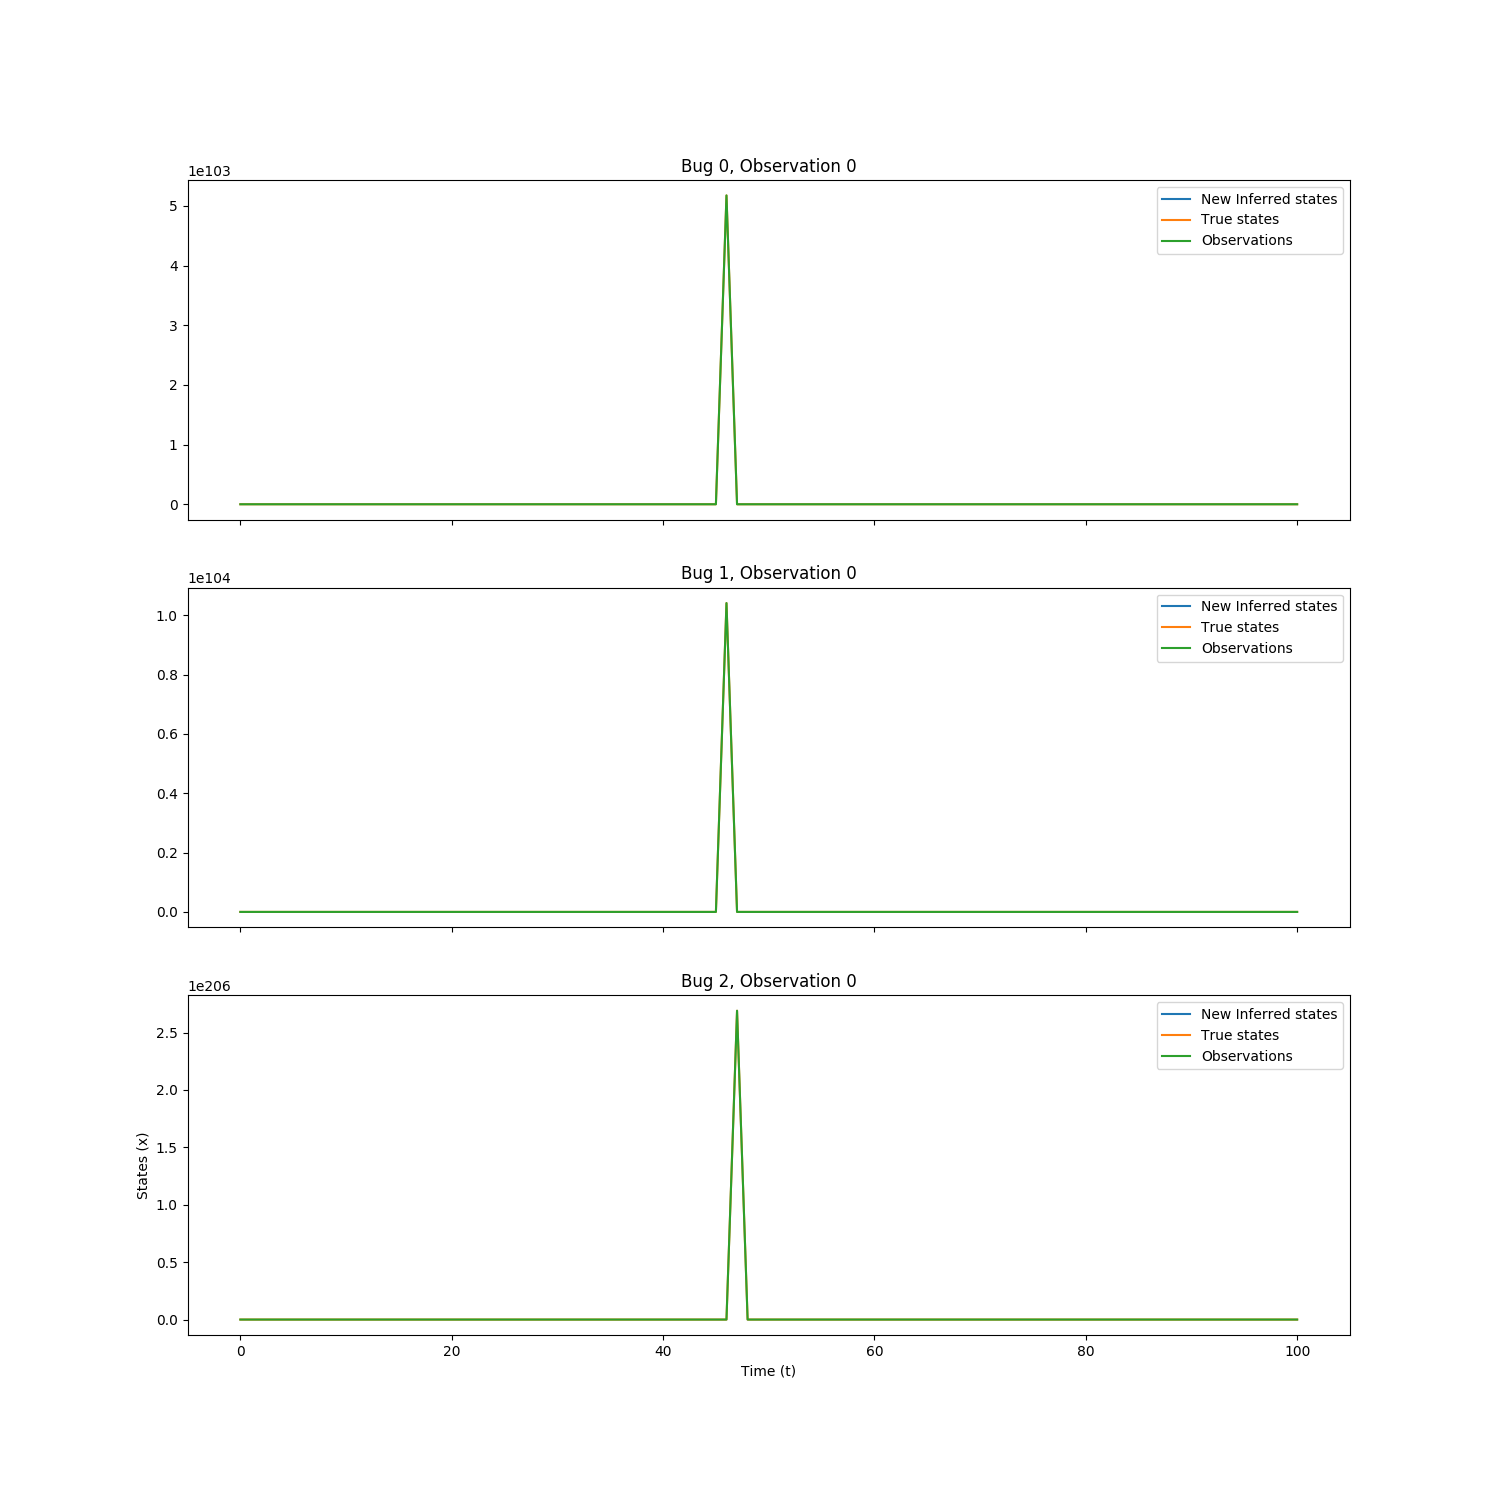 Bug 0, Observation 0
1e103
5
4
3
2
1
0
New Inferred states
True states
Observations
Bug 1, Observation 0
1e104
1.0
0.8
0.6
0.4
0.2
0.0
New Inferred states
True states
Observations
Bug 2, Observation 0
1e206
2.5
2.0
1.5
1.0
0.5
0.0
States (x)
New Inferred states
True states
Observations
0 20 40 60 80 100
Time (t)